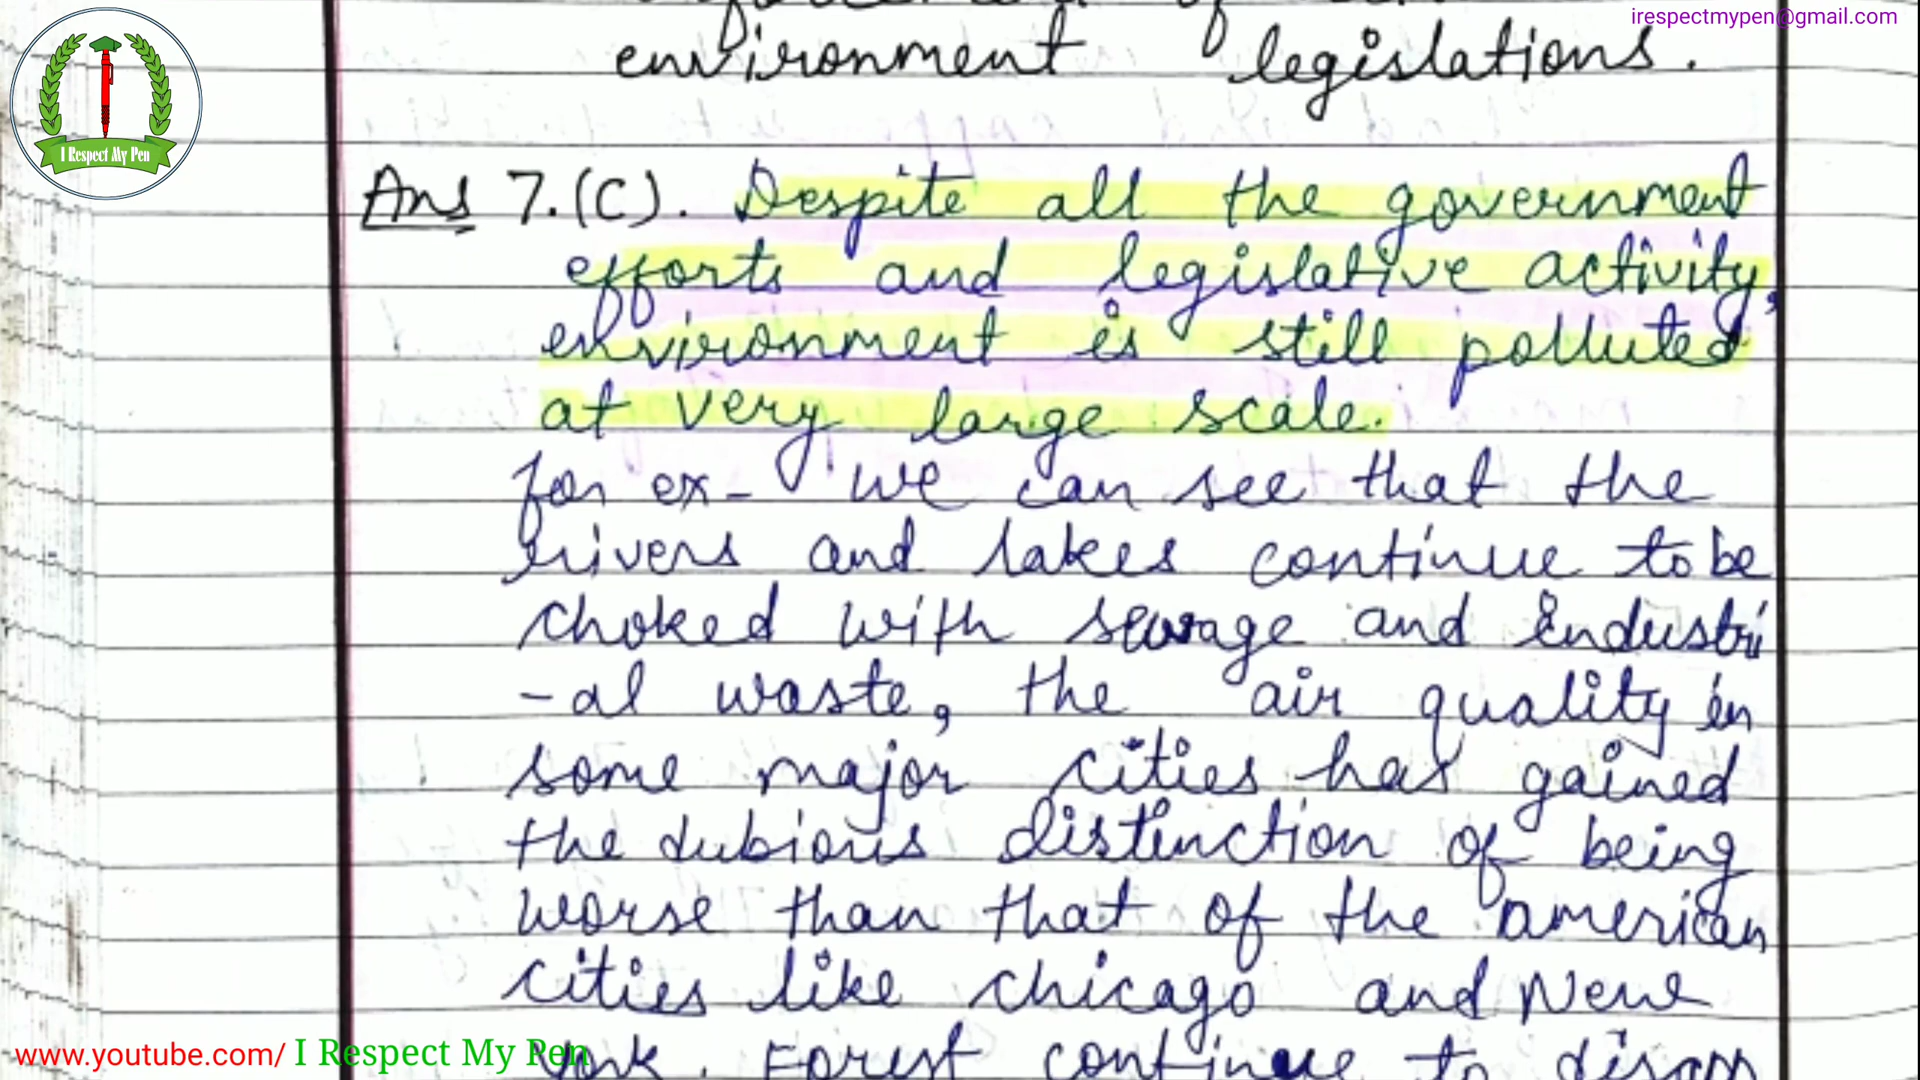 irespectmypen@gmail.com
of
environment legislations.
I Respect My Pen
Ans 7.(C). Despite all the government
efforts and legislative activity,
environment is still polluted
at very large scale.
for ex- we can see that the
rivers and lakes continue to be
choked with sewage and industri
-al waste, the air quality in
some major cities has gained
the dubious distinction of being
worse than that of the american
cities like chicago and New
York. Forest continue to disapp
www.youtube.com/ I Respect My Pen